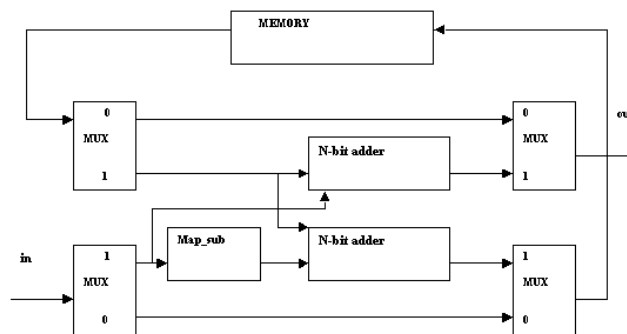 MEMORY
0
MUX
1
0
MUX
1
N-bit adder
ou
in
1
MUX
0
Map_sub
N-bit adder
1
MUX
0